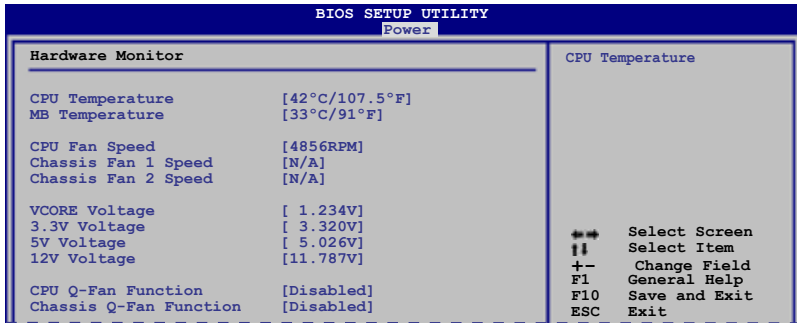 BIOS SETUP UTILITY
Power
Hardware Monitor
CPU Temperature [42°C/107.5°F]
MB Temperature [33°C/91°F]
CPU Fan Speed [4856RPM]
Chassis Fan 1 Speed [N/A]
Chassis Fan 2 Speed [N/A]
VCORE Voltage [ 1.234V]
3.3V Voltage [ 3.320V]
5V Voltage [ 5.026V]
12V Voltage [11.787V]
CPU Q-Fan Function [Disabled]
Chassis Q-Fan Function [Disabled]
CPU Temperature
←→ Select Screen
↑↓ Select Item
+- Change Field
F1 General Help
F10 Save and Exit
ESC Exit